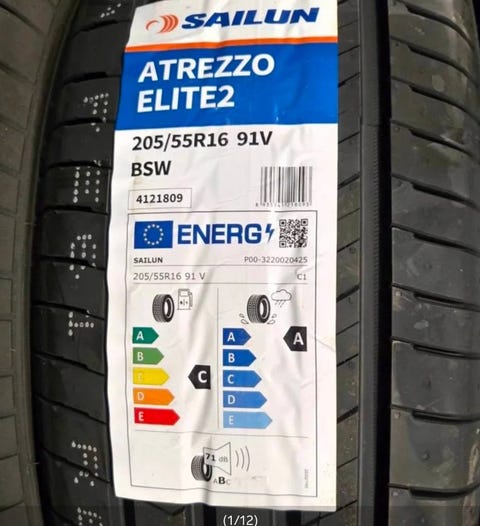 SAILUN
ATREZZO
ELITE2
205/55R16 91V
BSW
4121809
ENERG
SAILUN P00-3220020425
205/55R16 91 V C1
A A A
B B
C C C
D D
E E
71 dB
ABC
(1/12)